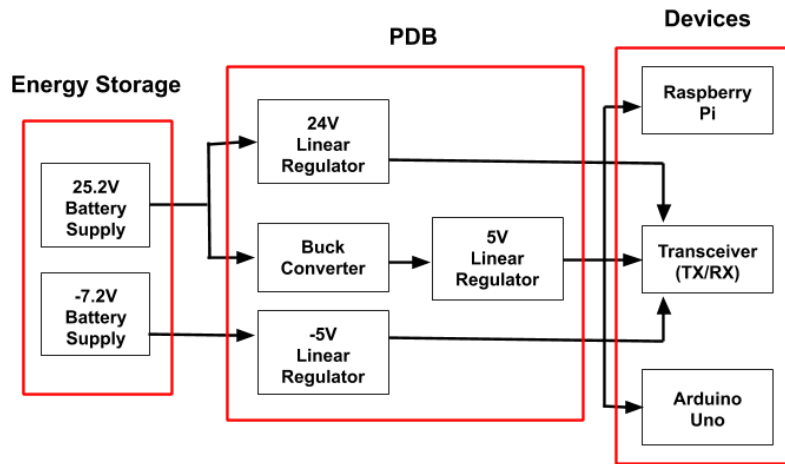 Devices
PDB
Energy Storage
24V
Linear
Regulator
Raspberry
Pi
25.2V
Battery
Supply
Buck
Converter
5V
Linear
Regulator
Transceiver
(TX/RX)
-7.2V
Battery
Supply
-5V
Linear
Regulator
Arduino
Uno